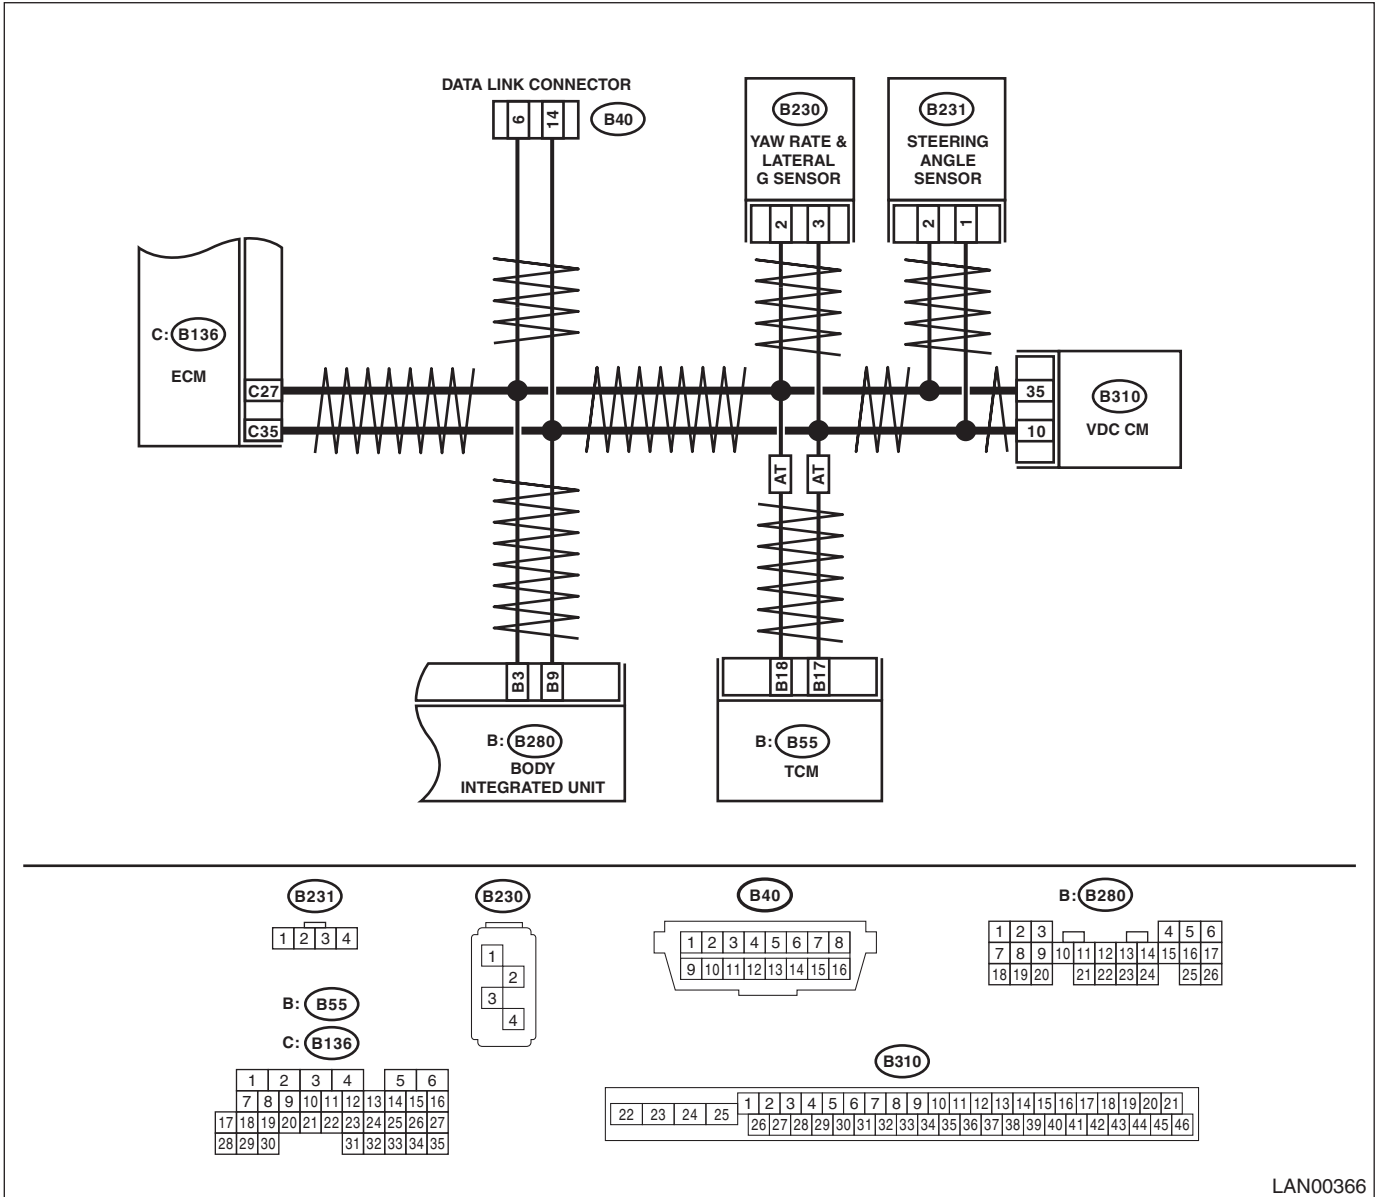 DATA LINK CONNECTOR
6 14 B40
B230
YAW RATE &
LATERAL
G SENSOR
2 3
B231
STEERING
ANGLE
SENSOR
2 1
C: B136
ECM
C27
C35
35
10
B310
VDC CM
AT AT
B3 B9
B: B280
BODY
INTEGRATED UNIT
B18 B17
B: B55
TCM
B231
1 2 3 4
B230
1
2
3
4
B40
1 2 3 4 5 6 7 8
9 10 11 12 13 14 15 16
B: B280
1 2 3 4 5 6
7 8 9 10 11 12 13 14 15 16 17
18 19 20 21 22 23 24 25 26
B: B55
C: B136
1 2 3 4 5 6
7 8 9 10 11 12 13 14 15 16
17 18 19 20 21 22 23 24 25 26 27
28 29 30 31 32 33 34 35
B310
22 23 24 25 1 2 3 4 5 6 7 8 9 10 11 12 13 14 15 16 17 18 19 20 21
26 27 28 29 30 31 32 33 34 35 36 37 38 39 40 41 42 43 44 45 46
LAN00366